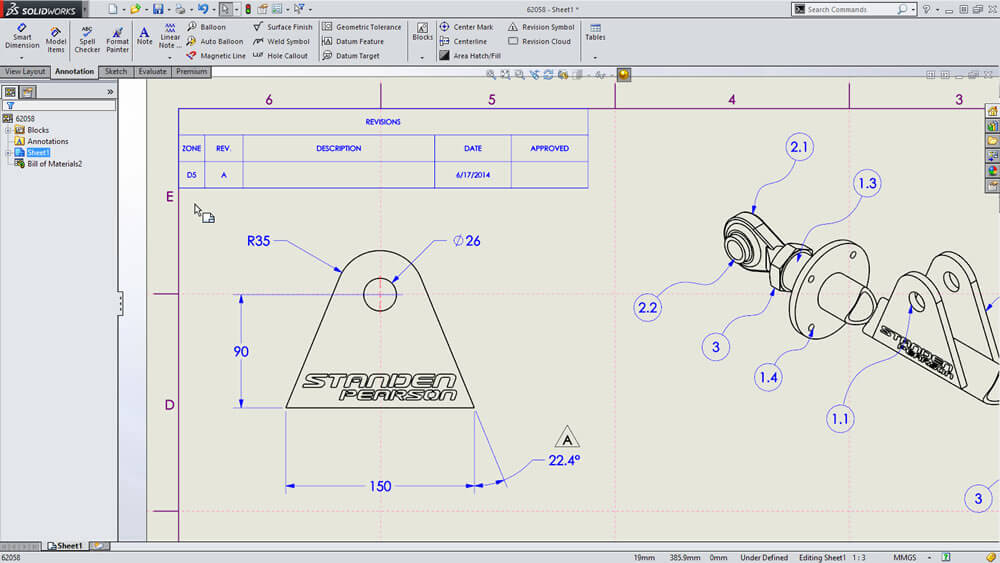 SOLIDWORKS
62058 - Sheet1 *
Search Commands
Smart Dimension
Model Items
Spell Checker
Format Painter
Note
Linear Note ...
Balloon
Auto Balloon
Magnetic Line
Surface Finish
Weld Symbol
Hole Callout
Geometric Tolerance
Datum Feature
Datum Target
Blocks
Center Mark
Centerline
Area Hatch/Fill
Revision Symbol
Revision Cloud
Tables
View Layout Annotation Sketch Evaluate Premium
62058
Blocks
Annotations
Sheet1
Bill of Materials2
6 5 4 3
REVISIONS
ZONE REV. DESCRIPTION DATE APPROVED
D5 A 6/17/2014
E
D
R35
Ø26
90
STANDEN
PEARSON
A
22.4°
150
2.1
1.3
2.2
3
1.4
1.1
STANDEN
PEARSON
3
Sheet1
62058 19mm 385.9mm 0mm Under Defined Editing Sheet1 1 : 3 MMGS